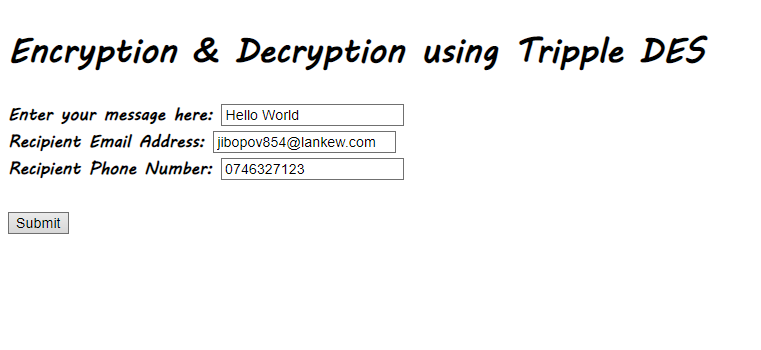 Encryption & Decryption using Tripple DES
Enter your message here: Hello World
Recipient Email Address: jibopov854@lankew.com
Recipient Phone Number: 0746327123
Submit